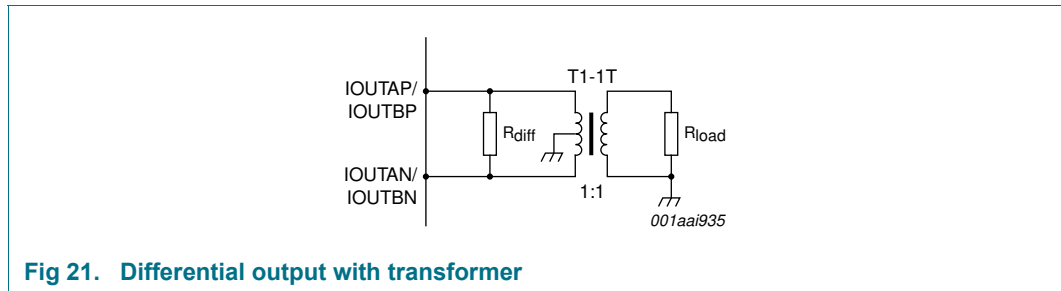 IOUTAP/
IOUTBP
T1-1T
Rdiff
Rload
IOUTAN/
IOUTBN
1:1
001aai935
Fig 21. Differential output with transformer